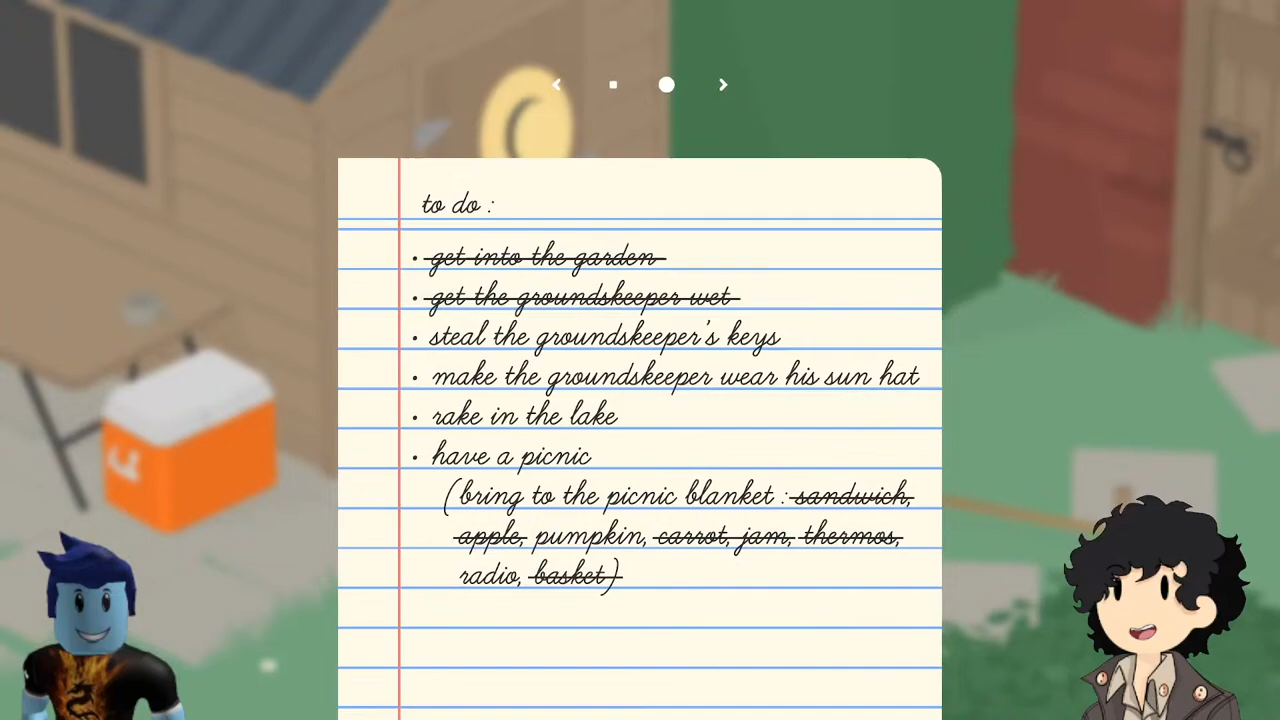 to do :
• get into the garden
• get the groundskeeper wet
• steal the groundskeeper's keys
• make the groundskeeper wear his sun hat
• rake in the lake
• have a picnic
(bring to the picnic blanket : sandwich,
apple, pumpkin, carrot, jam, thermos,
radio, basket)